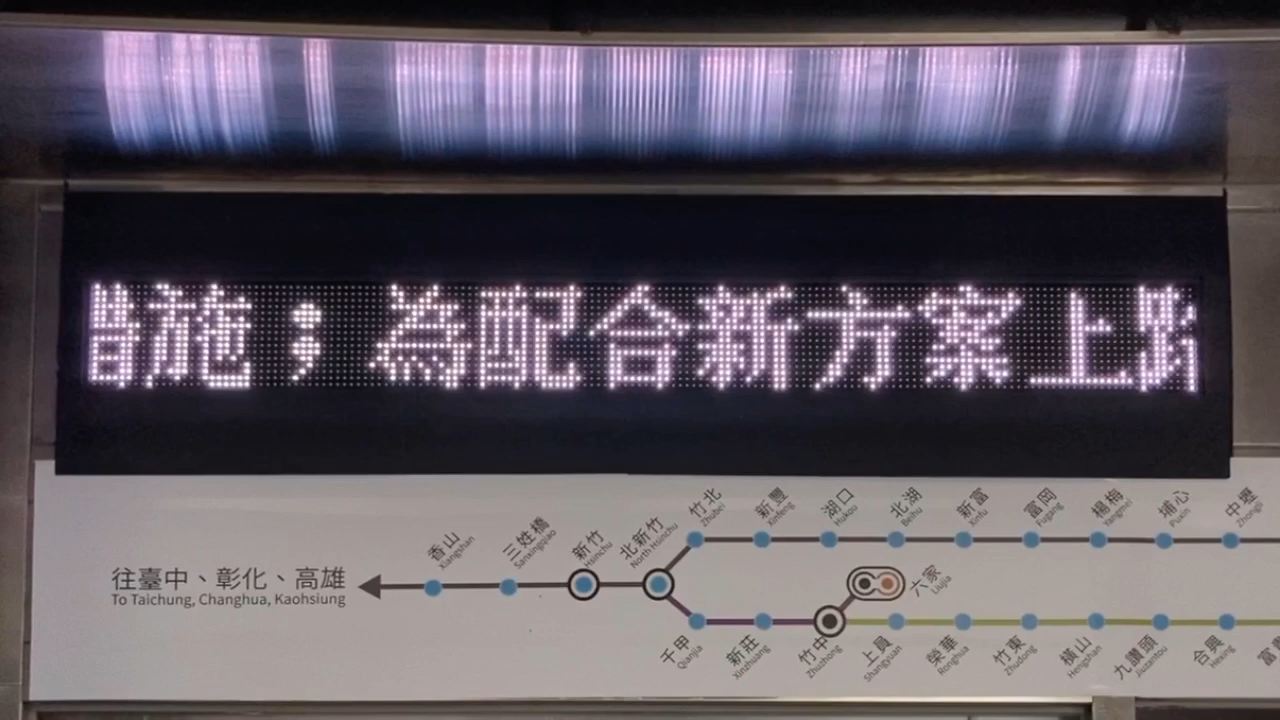 措施；為配合新方案上路
竹北 新豐 湖口 北湖 新富 富岡 楊梅 埔心 中壢
Zhubei Xinfeng Hukou Beihu Xinfu Fugang Yangmei Puxin Zhongli
香山 三姓橋 新竹 北新竹
Xiangshan Sanxingqiao Hsinchu North Hsinchu
往臺中、彰化、高雄
To Taichung, Changhua, Kaohsiung
六家
Liujia
千甲 新莊 竹中 上員 榮華 竹東 橫山 九讚頭 合興 富
Qianjia Xinzhuang Zhuzhong Shangyuan Ronghua Zhudong Hengshan Jiuzantou Hexing